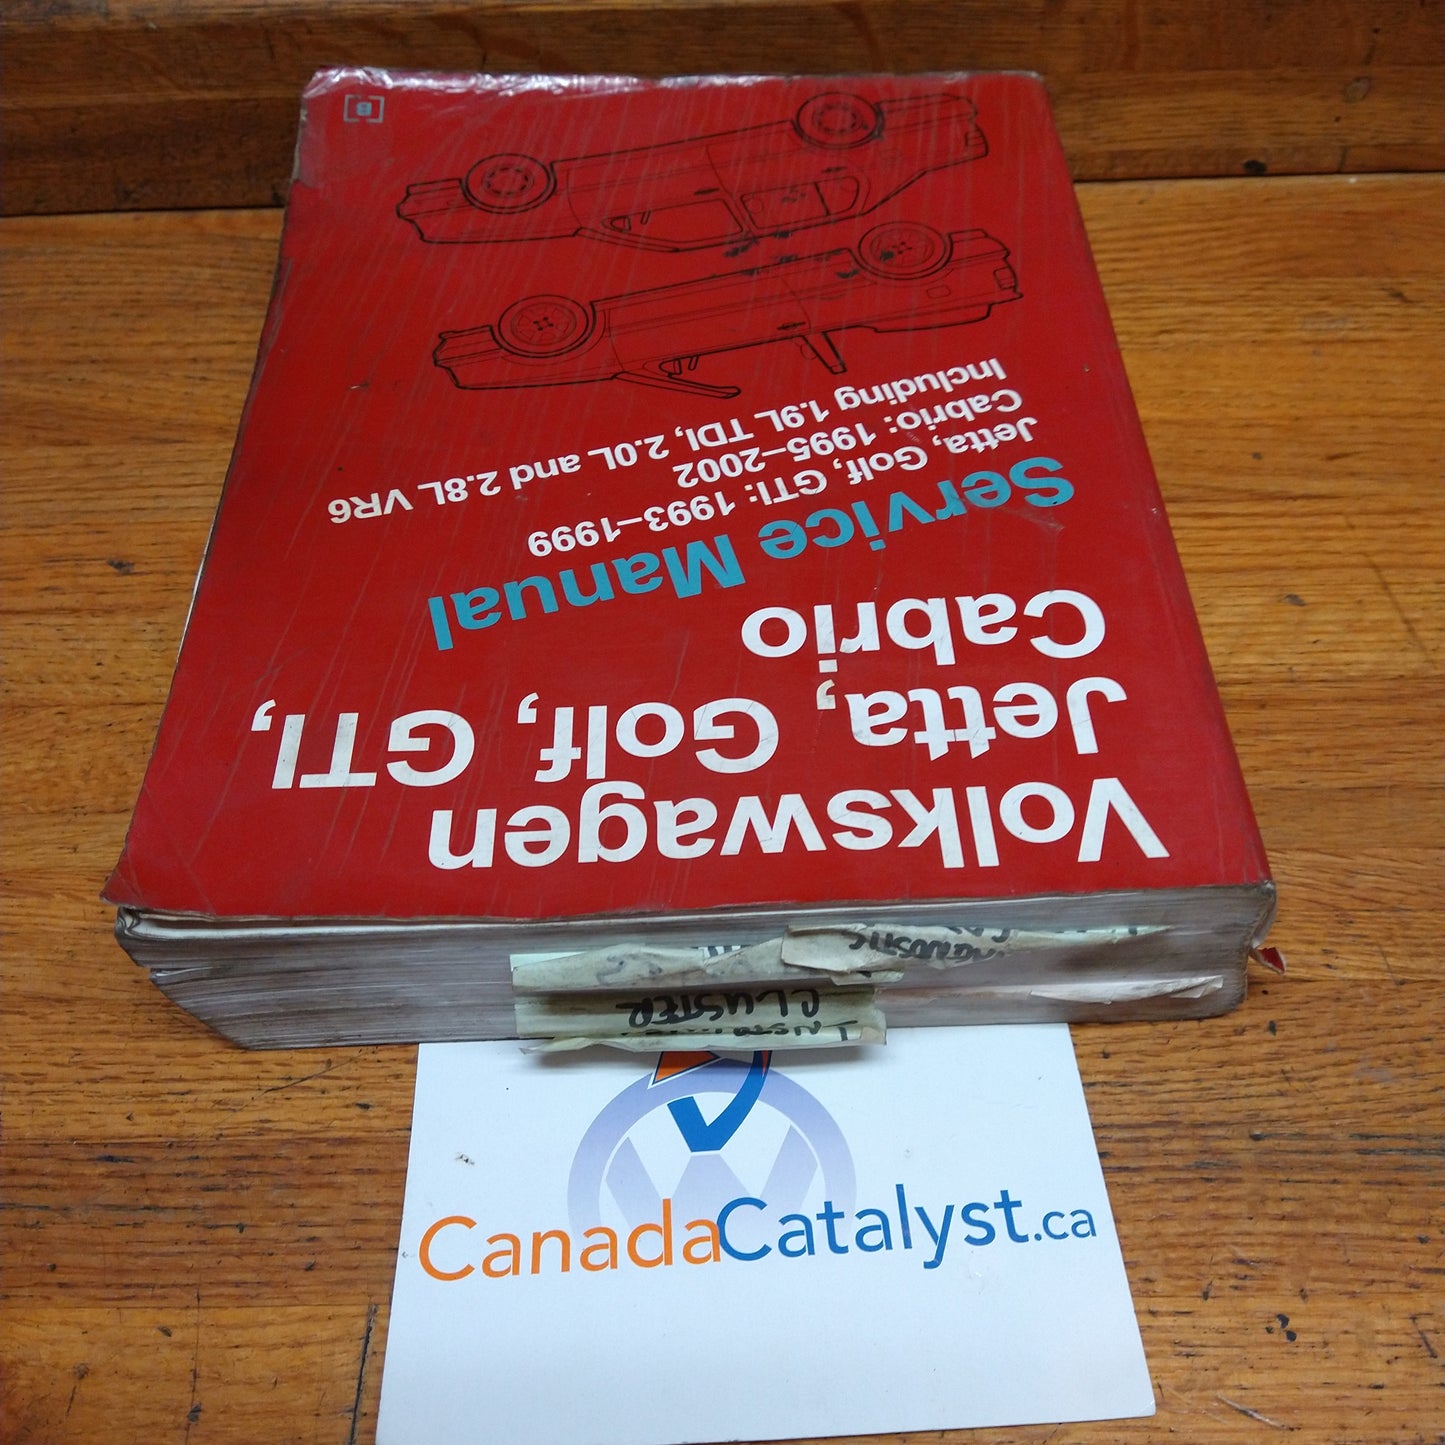 Volkswagen
Jetta, Golf, GTI,
Cabrio
Service Manual
Jetta, Golf, GTI: 1993–1999
Cabrio: 1995–2002
Including 1.9L TDI, 2.0L and 2.8L VR6
[B]
CLUSTER
CanadaCatalyst.ca